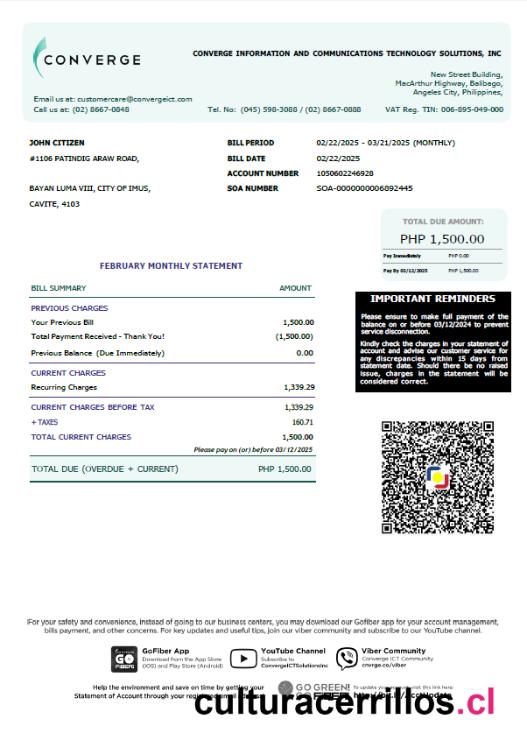 CONVERGE
CONVERGE INFORMATION AND COMMUNICATIONS TECHNOLOGY SOLUTIONS, INC
New Street Building,
MacArthur Highway, Balibago,
Angeles City, Philippines,
Email us at: customercare@convergeict.com
Call us at: (02) 8667-0848 Tel. No: (045) 598-3088 / (02) 8667-0888 VAT Reg. TIN: 006-895-049-000
JOHN CITIZEN BILL PERIOD 02/22/2025 - 03/21/2025 (MONTHLY)
#1106 PATINDIG ARAW ROAD, BILL DATE 02/22/2025
ACCOUNT NUMBER 1050602246928
BAYAN LUMA VIII, CITY OF IMUS, SOA NUMBER SOA-0000000006892445
CAVITE, 4103
TOTAL DUE AMOUNT:
PHP 1,500.00
Pay Immediately PHP 0.00
Pay By 03/12/2025 PHP 1,500.00
FEBRUARY MONTHLY STATEMENT
BILL SUMMARY AMOUNT
PREVIOUS CHARGES
Your Previous Bill 1,500.00
Total Payment Received - Thank You! (1,500.00)
Previous Balance (Due Immediately) 0.00
CURRENT CHARGES
Recurring Charges 1,339.29
CURRENT CHARGES BEFORE TAX 1,339.29
+TAXES 160.71
TOTAL CURRENT CHARGES 1,500.00
Please pay on (or) before 03/12/2025
TOTAL DUE (OVERDUE + CURRENT) PHP 1,500.00
IMPORTANT REMINDERS
Please ensure to make full payment of the
balance on or before 03/12/2024 to prevent
service disconnection.
Kindly check the charges in your statement of
account and advise our customer service for
any discrepancies within 15 days from
statement date. Should there be no raised
issue, charges in the statement will be
considered correct.
For your safety and convenience, instead of going to our business centers, you may download our Gofiber app for your account management,
bills payment, and other concerns. For key updates and useful tips, join our viber community and subscribe to our YouTube channel.
GO
FIBER
GoFiber App
Download from the App Store
(iOS) and Play Store (Android)
YouTube Channel
Subscribe to
ConvergeICTSolutionsInc
Viber Community
Converge ICT Community
cnvrge.co/viber
Help the environment and save on time by getting your
Statement of Account through your
GO GREEN!
culturacerrillos.cl